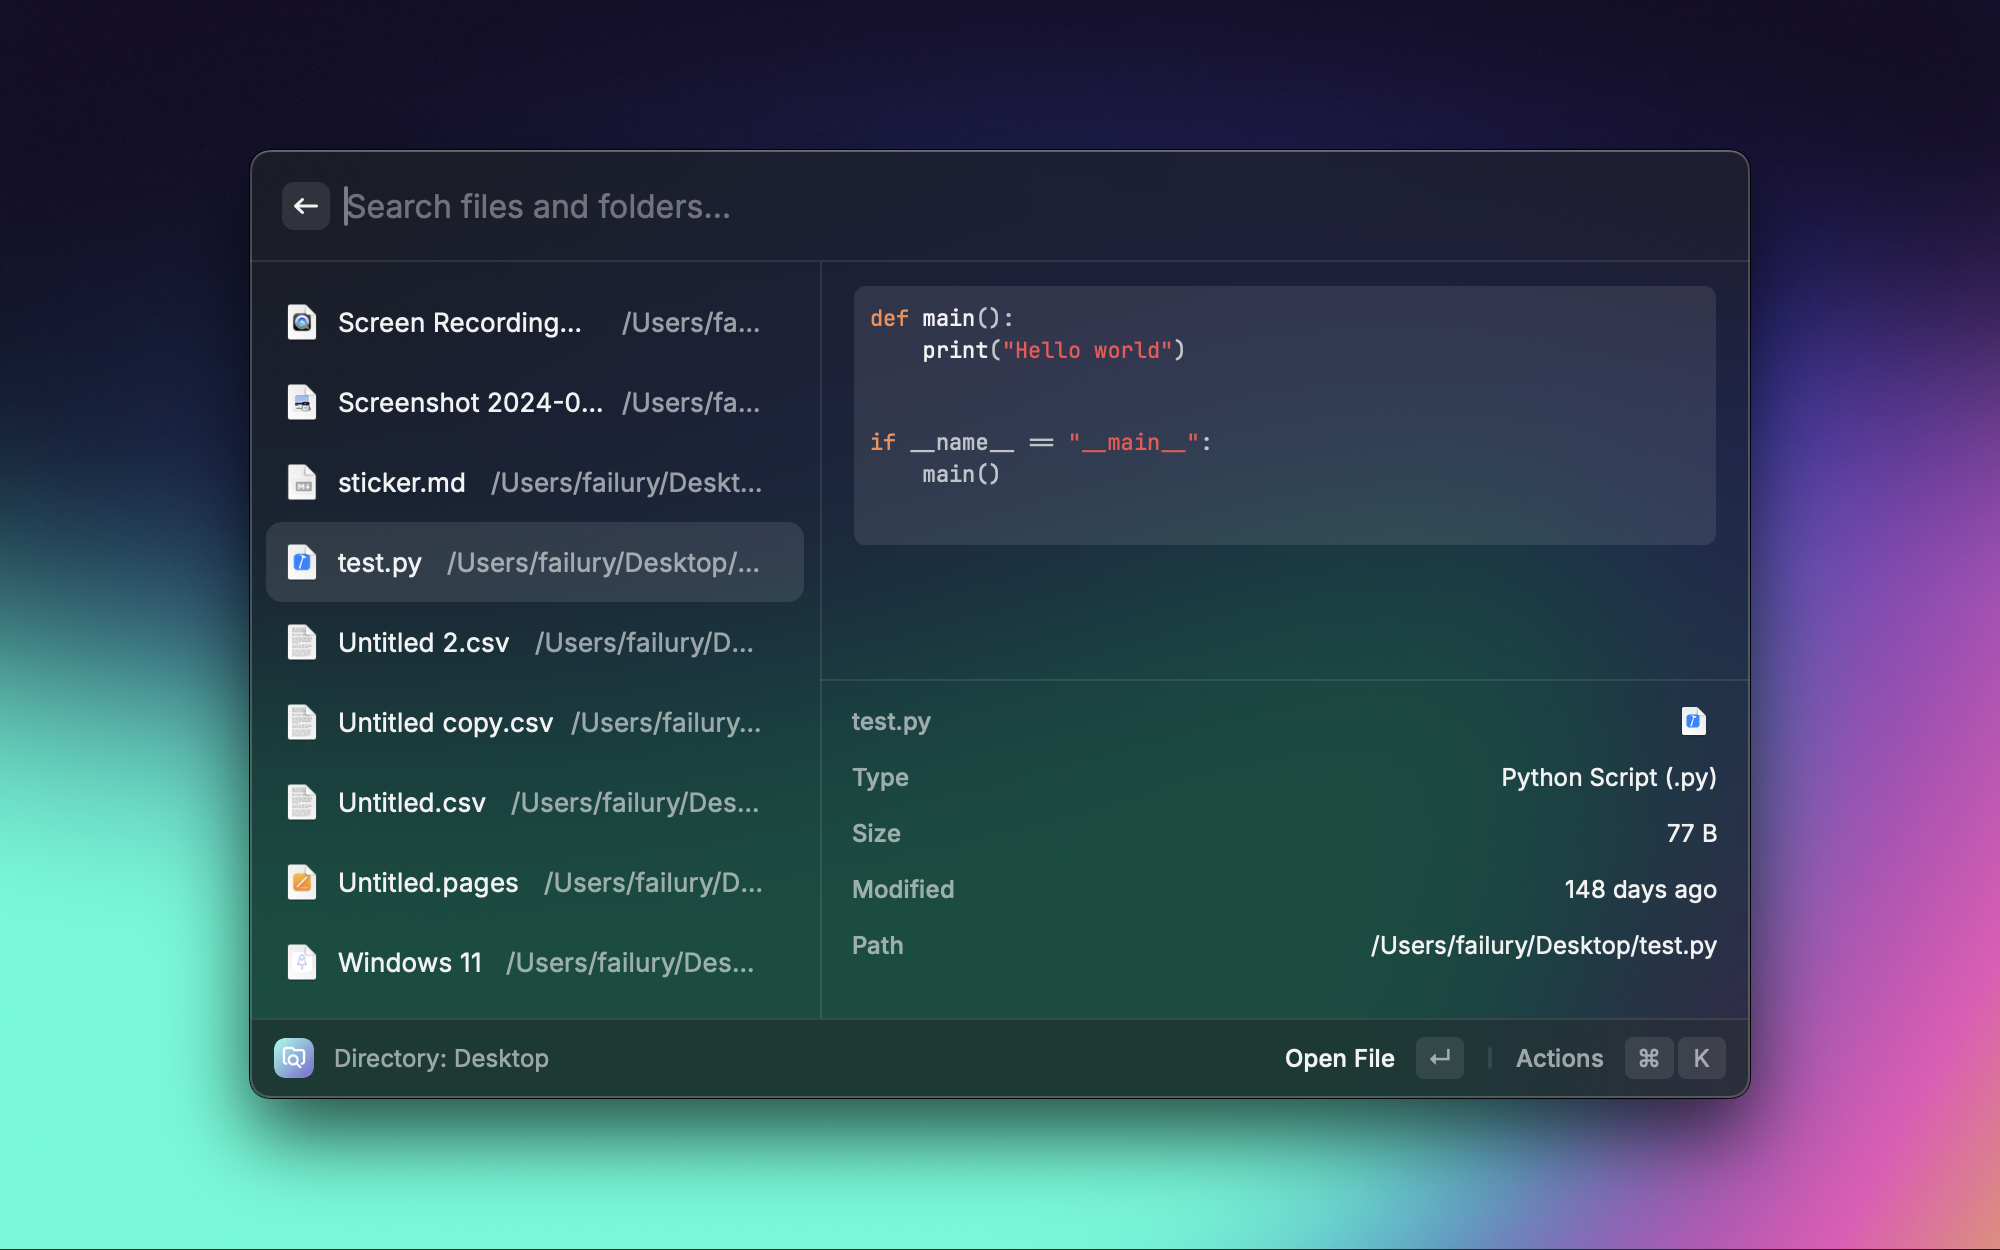 Search files and folders...
Screen Recording... /Users/fa...
Screenshot 2024-0... /Users/fa...
sticker.md /Users/failury/Deskt...
test.py /Users/failury/Desktop/...
Untitled 2.csv /Users/failury/D...
Untitled copy.csv /Users/failury...
Untitled.csv /Users/failury/Des...
Untitled.pages /Users/failury/D...
Windows 11 /Users/failury/Des...
def main():
    print("Hello world")
if __name__ == "__main__":
    main()
test.py
Type Python Script (.py)
Size 77 B
Modified 148 days ago
Path /Users/failury/Desktop/test.py
Directory: Desktop
Open File ↵ | Actions ⌘ K